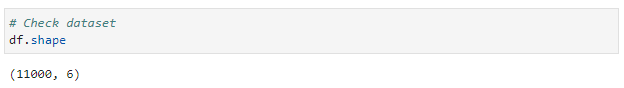 # Check dataset
df.shape
(11000, 6)